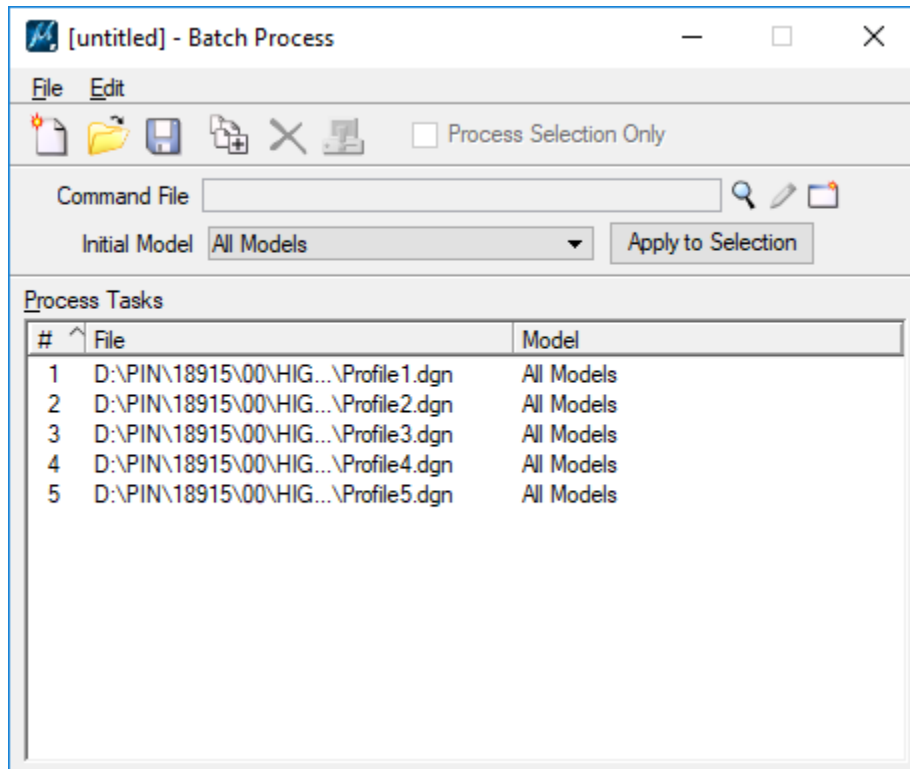 [untitled] - Batch Process
File Edit
Process Selection Only
Command File
Initial Model All Models Apply to Selection
Process Tasks
# File Model
1 D:\PIN\18915\00\HIG...\Profile1.dgn All Models
2 D:\PIN\18915\00\HIG...\Profile2.dgn All Models
3 D:\PIN\18915\00\HIG...\Profile3.dgn All Models
4 D:\PIN\18915\00\HIG...\Profile4.dgn All Models
5 D:\PIN\18915\00\HIG...\Profile5.dgn All Models